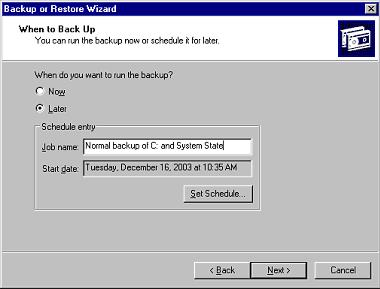 Backup or Restore Wizard
When to Back Up
You can run the backup now or schedule it for later.
When do you want to run the backup?
Now
Later
Schedule entry
Job name: Normal backup of C: and System State
Start date: Tuesday, December 16, 2003 at 10:35 AM
Set Schedule...
< Back Next > Cancel